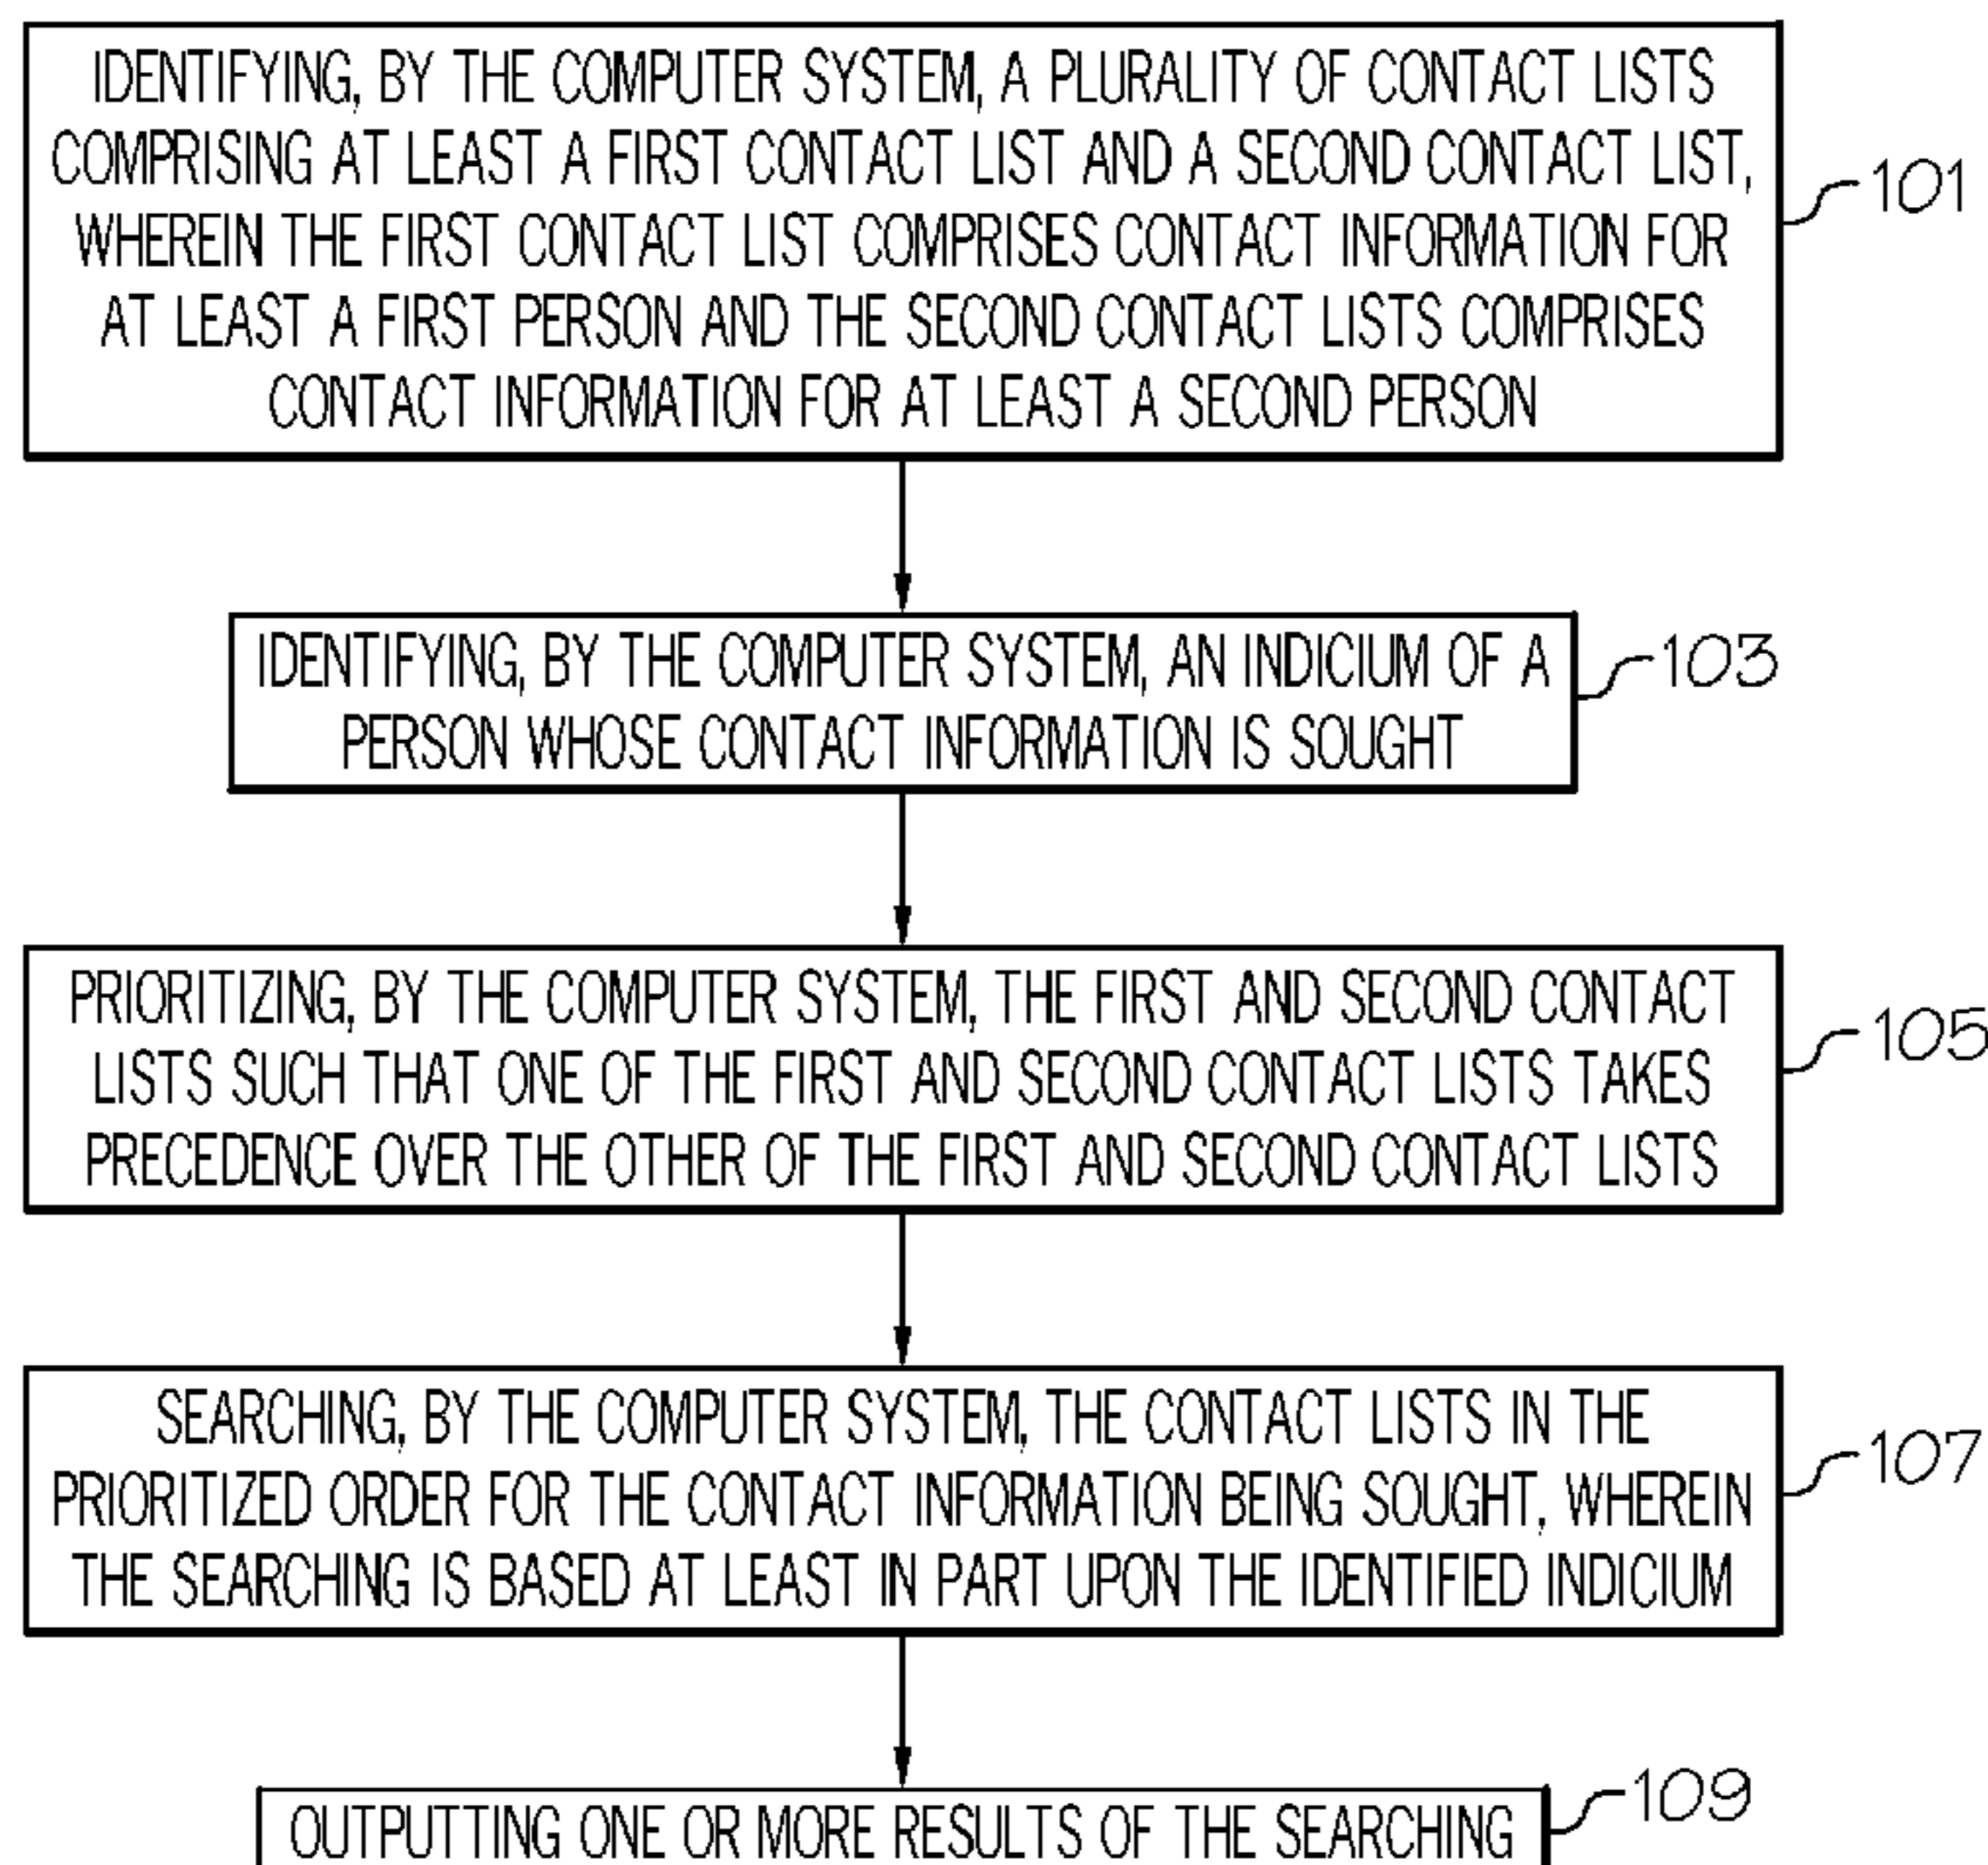 IDENTIFYING, BY THE COMPUTER SYSTEM, A PLURALITY OF CONTACT LISTS
COMPRISING AT LEAST A FIRST CONTACT LIST AND A SECOND CONTACT LIST,
WHEREIN THE FIRST CONTACT LIST COMPRISES CONTACT INFORMATION FOR
AT LEAST A FIRST PERSON AND THE SECOND CONTACT LISTS COMPRISES
CONTACT INFORMATION FOR AT LEAST A SECOND PERSON
101
IDENTIFYING, BY THE COMPUTER SYSTEM, AN INDICIUM OF A
PERSON WHOSE CONTACT INFORMATION IS SOUGHT
103
PRIORITIZING, BY THE COMPUTER SYSTEM, THE FIRST AND SECOND CONTACT
LISTS SUCH THAT ONE OF THE FIRST AND SECOND CONTACT LISTS TAKES
PRECEDENCE OVER THE OTHER OF THE FIRST AND SECOND CONTACT LISTS
105
SEARCHING, BY THE COMPUTER SYSTEM, THE CONTACT LISTS IN THE
PRIORITIZED ORDER FOR THE CONTACT INFORMATION BEING SOUGHT, WHEREIN
THE SEARCHING IS BASED AT LEAST IN PART UPON THE IDENTIFIED INDICIUM
107
OUTPUTTING ONE OR MORE RESULTS OF THE SEARCHING
109